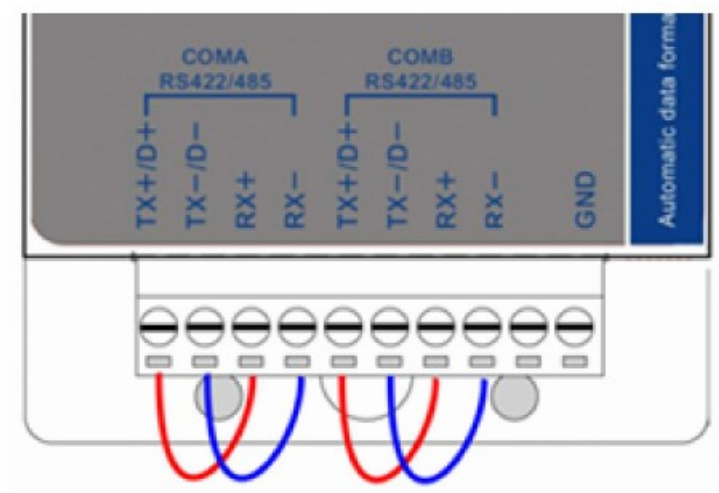 COMA
RS422/485
COMB
RS422/485
TX+/D+
TX−/D−
RX+
RX−
TX+/D+
TX−/D−
RX+
RX−
GND
Automatic data forma